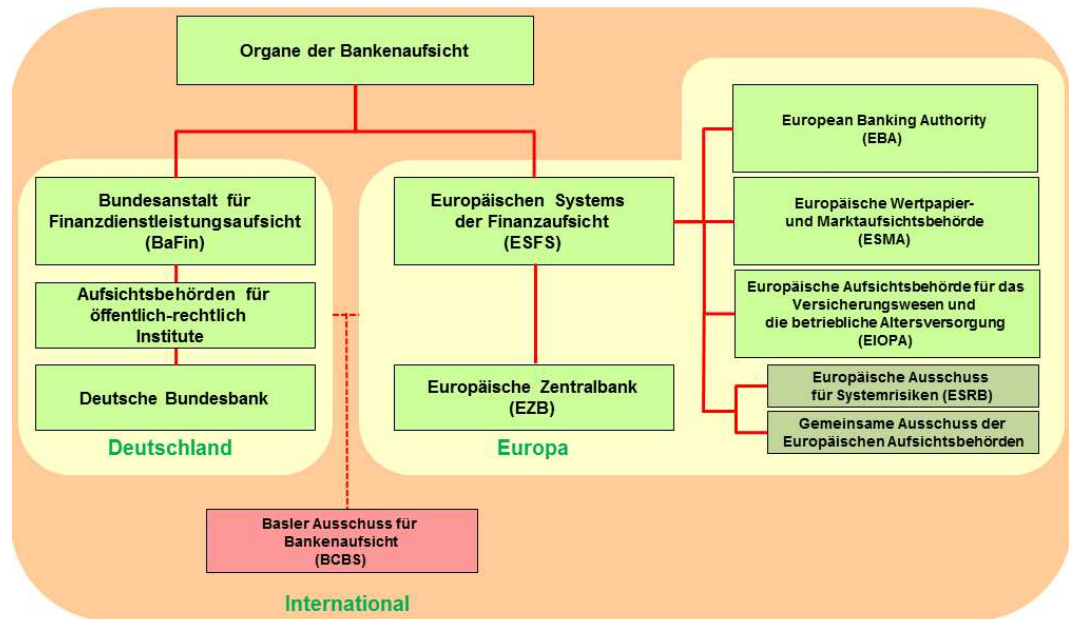 Organe der Bankenaufsicht
Bundesanstalt für
Finanzdienstleistungsaufsicht
(BaFin)
Aufsichtsbehörden für
öffentlich-rechtlich
Institute
Deutsche Bundesbank
Deutschland
Europäischen Systems
der Finanzaufsicht
(ESFS)
Europäische Zentralbank
(EZB)
Europa
European Banking Authority
(EBA)
Europäische Wertpapier-
und Marktaufsichtsbehörde
(ESMA)
Europäische Aufsichtsbehörde für das
Versicherungswesen und
die betriebliche Altersversorgung
(EIOPA)
Europäische Ausschuss
für Systemrisiken (ESRB)
Gemeinsame Ausschuss der
Europäischen Aufsichtsbehörden
Basler Ausschuss für
Bankenaufsicht
(BCBS)
International